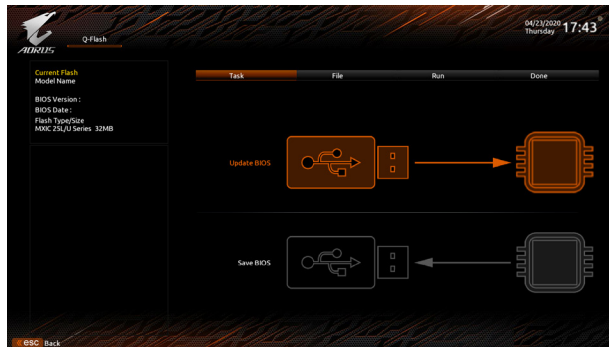 AORUS
Q-Flash
04/23/2020
Thursday
17:43
Current Flash
Model Name
BIOS Version :
BIOS Date :
Flash Type/Size
MXIC 25L/U Series 32MB
Task File Run Done
Update BIOS
Save BIOS
esc Back